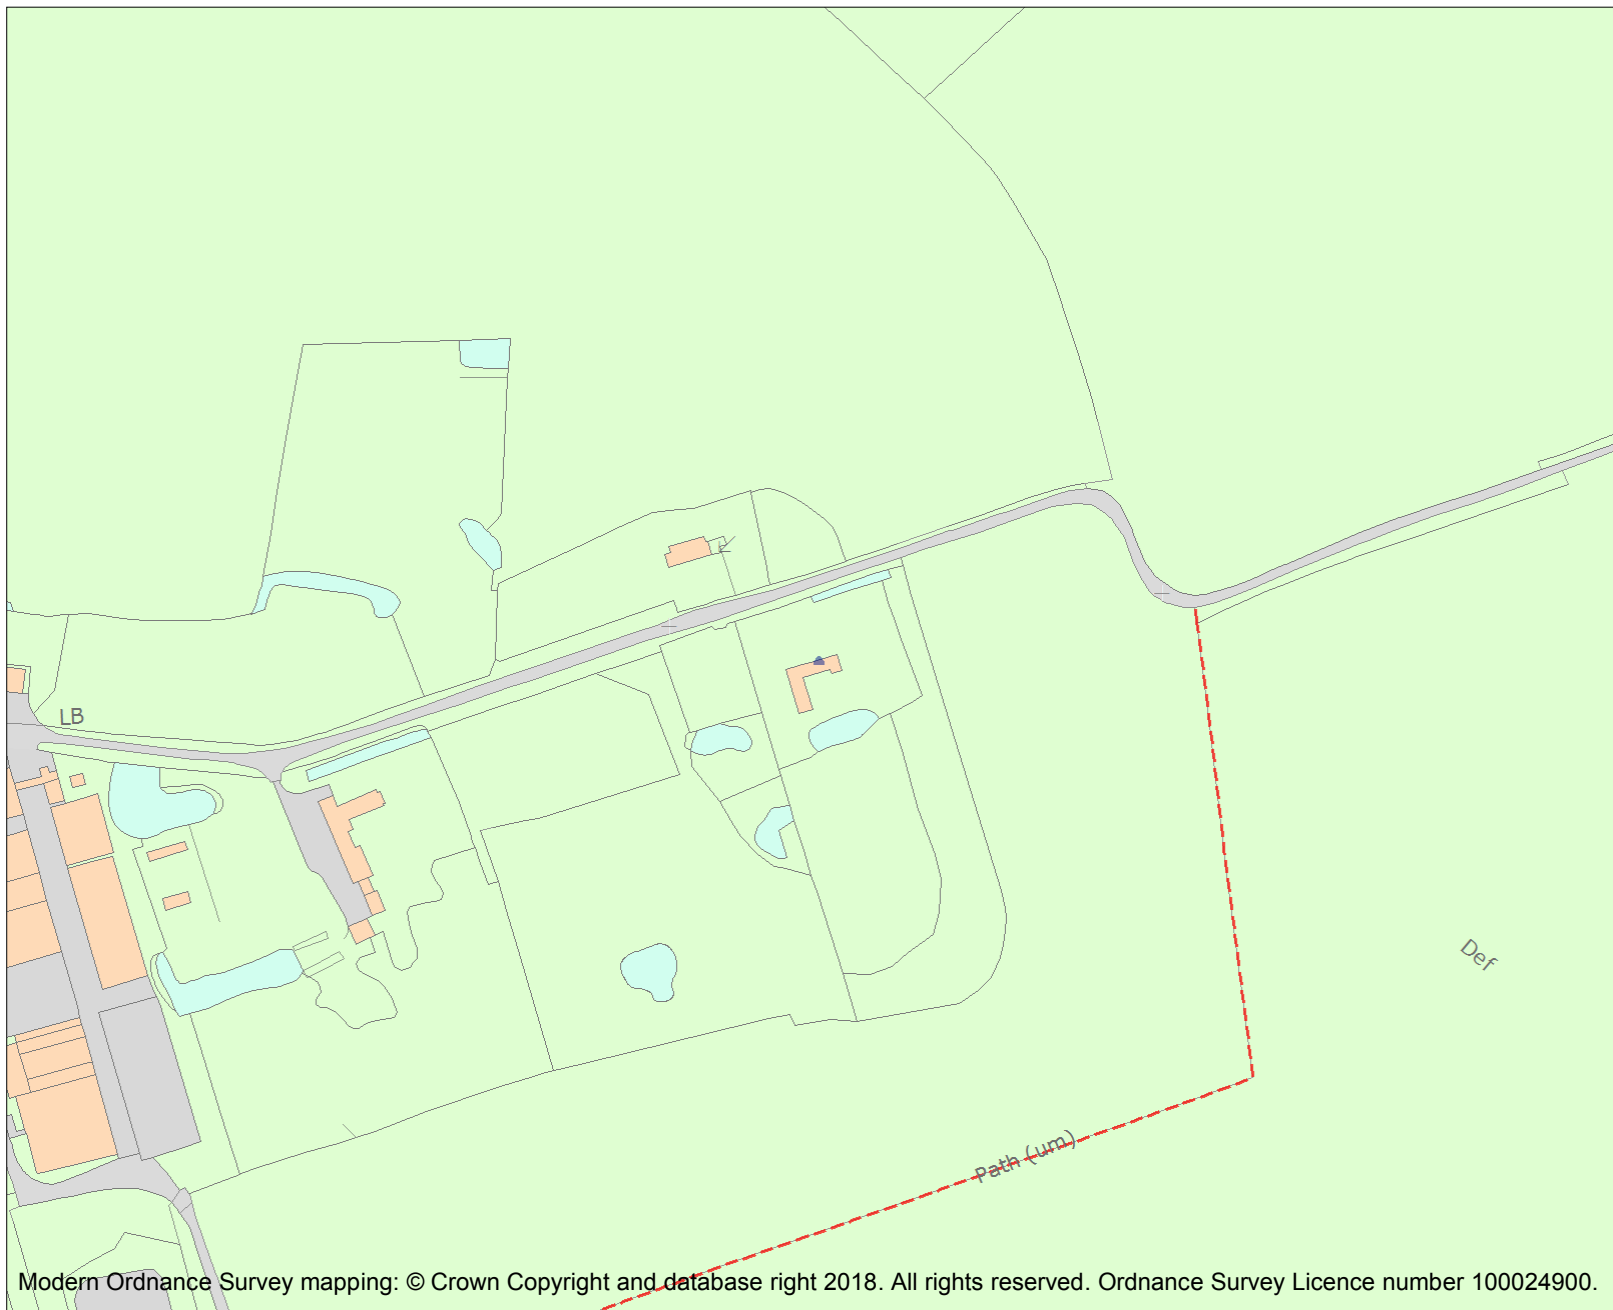 LB
Def
Path (um)
Modern Ordnance Survey mapping: © Crown Copyright and database right 2018. All rights reserved. Ordnance Survey Licence number 100024900.